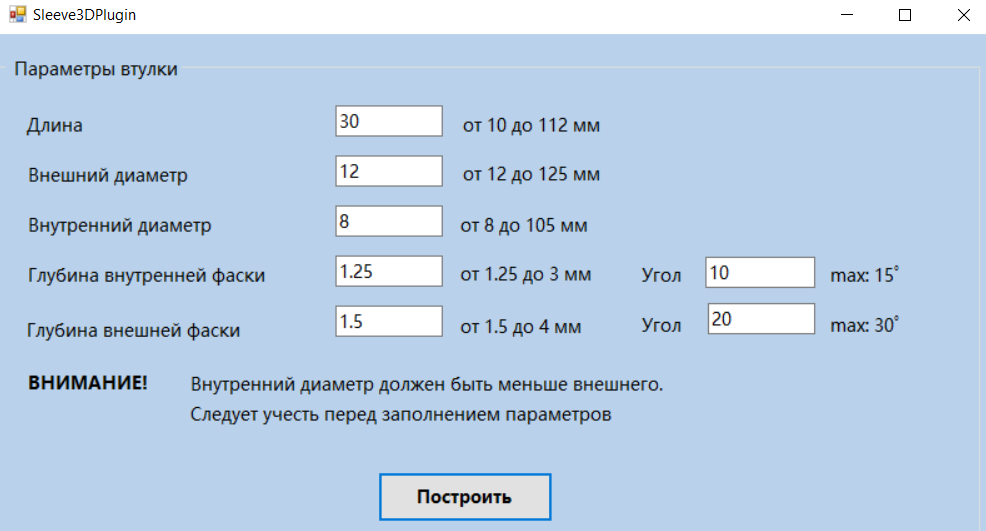 Sleeve3DPlugin
Параметры втулки
Длина 30 от 10 до 112 мм
Внешний диаметр 12 от 12 до 125 мм
Внутренний диаметр 8 от 8 до 105 мм
Глубина внутренней фаски 1.25 от 1.25 до 3 мм Угол 10 max: 15°
Глубина внешней фаски 1.5 от 1.5 до 4 мм Угол 20 max: 30°
ВНИМАНИЕ! Внутренний диаметр должен быть меньше внешнего.
Следует учесть перед заполнением параметров
Построить